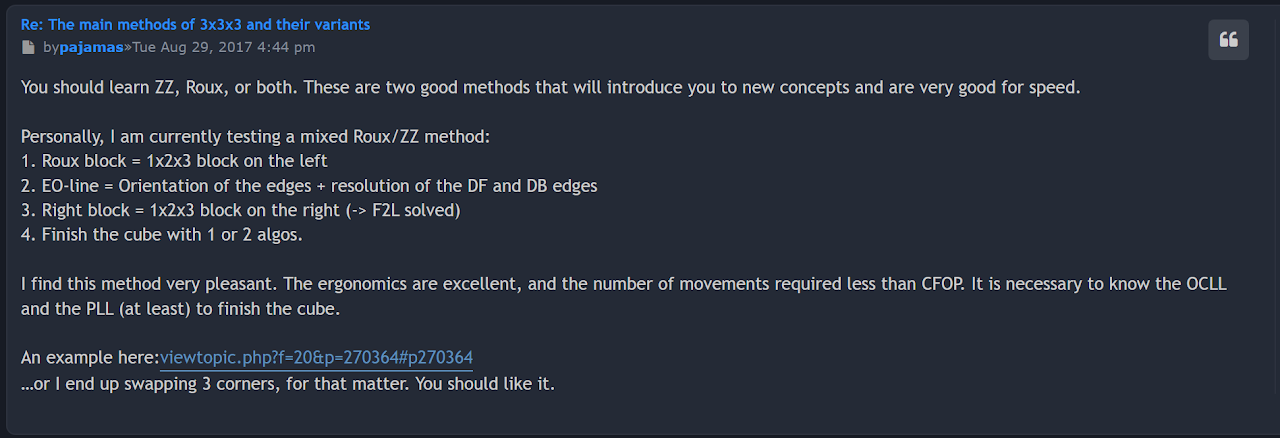 Re: The main methods of 3x3x3 and their variants
bypajamas»Tue Aug 29, 2017 4:44 pm
You should learn ZZ, Roux, or both. These are two good methods that will introduce you to new concepts and are very good for speed.
Personally, I am currently testing a mixed Roux/ZZ method:
1. Roux block = 1x2x3 block on the left
2. EO-line = Orientation of the edges + resolution of the DF and DB edges
3. Right block = 1x2x3 block on the right (-> F2L solved)
4. Finish the cube with 1 or 2 algos.
I find this method very pleasant. The ergonomics are excellent, and the number of movements required less than CFOP. It is necessary to know the OCLL
and the PLL (at least) to finish the cube.
An example here:viewtopic.php?f=20&p=270364#p270364
…or I end up swapping 3 corners, for that matter. You should like it.